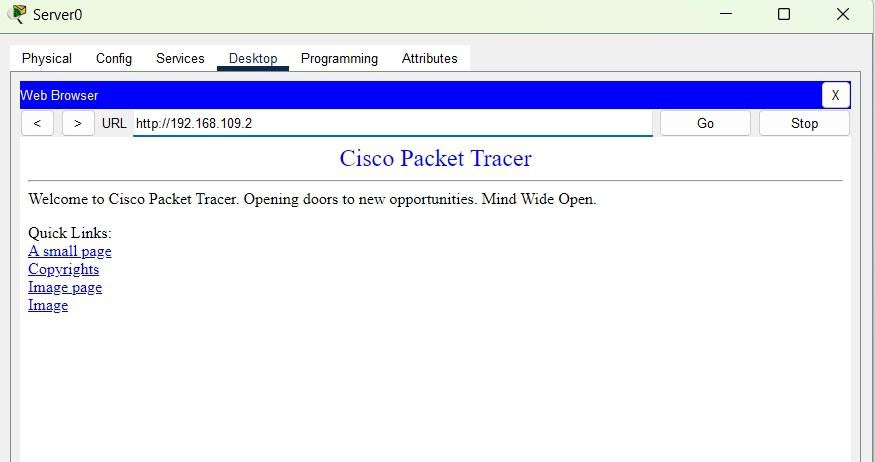 Server0
Physical Config Services Desktop Programming Attributes
Web Browser X
< > URL http://192.168.109.2 Go Stop
Cisco Packet Tracer
Welcome to Cisco Packet Tracer. Opening doors to new opportunities. Mind Wide Open.
Quick Links:
A small page
Copyrights
Image page
Image